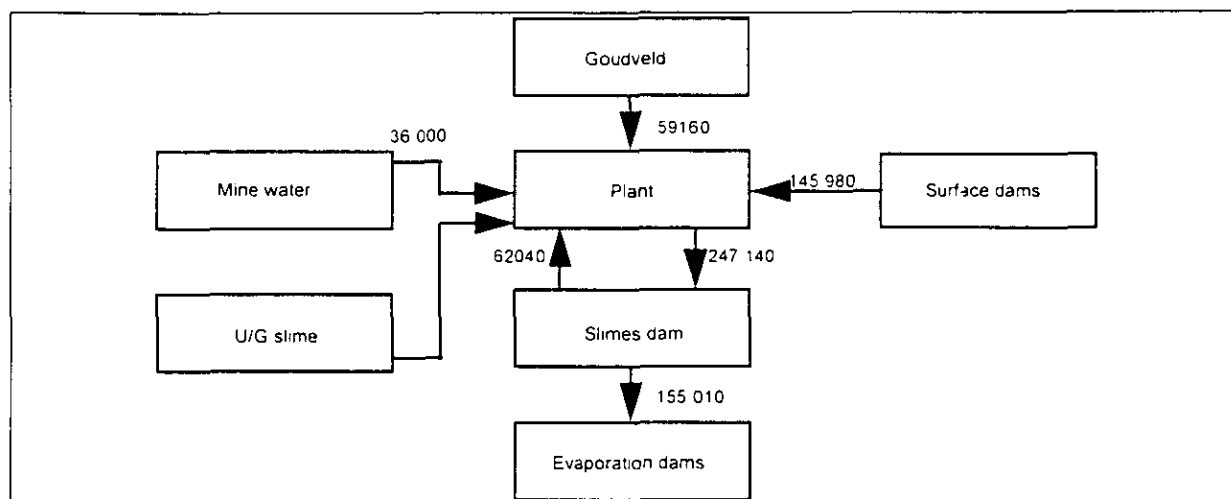 Goudveld
59160
36 000
Mine water
Plant
145 980
Surface dams
62040
247 140
U/G slime
Slimes dam
155 010
Evaporation dams